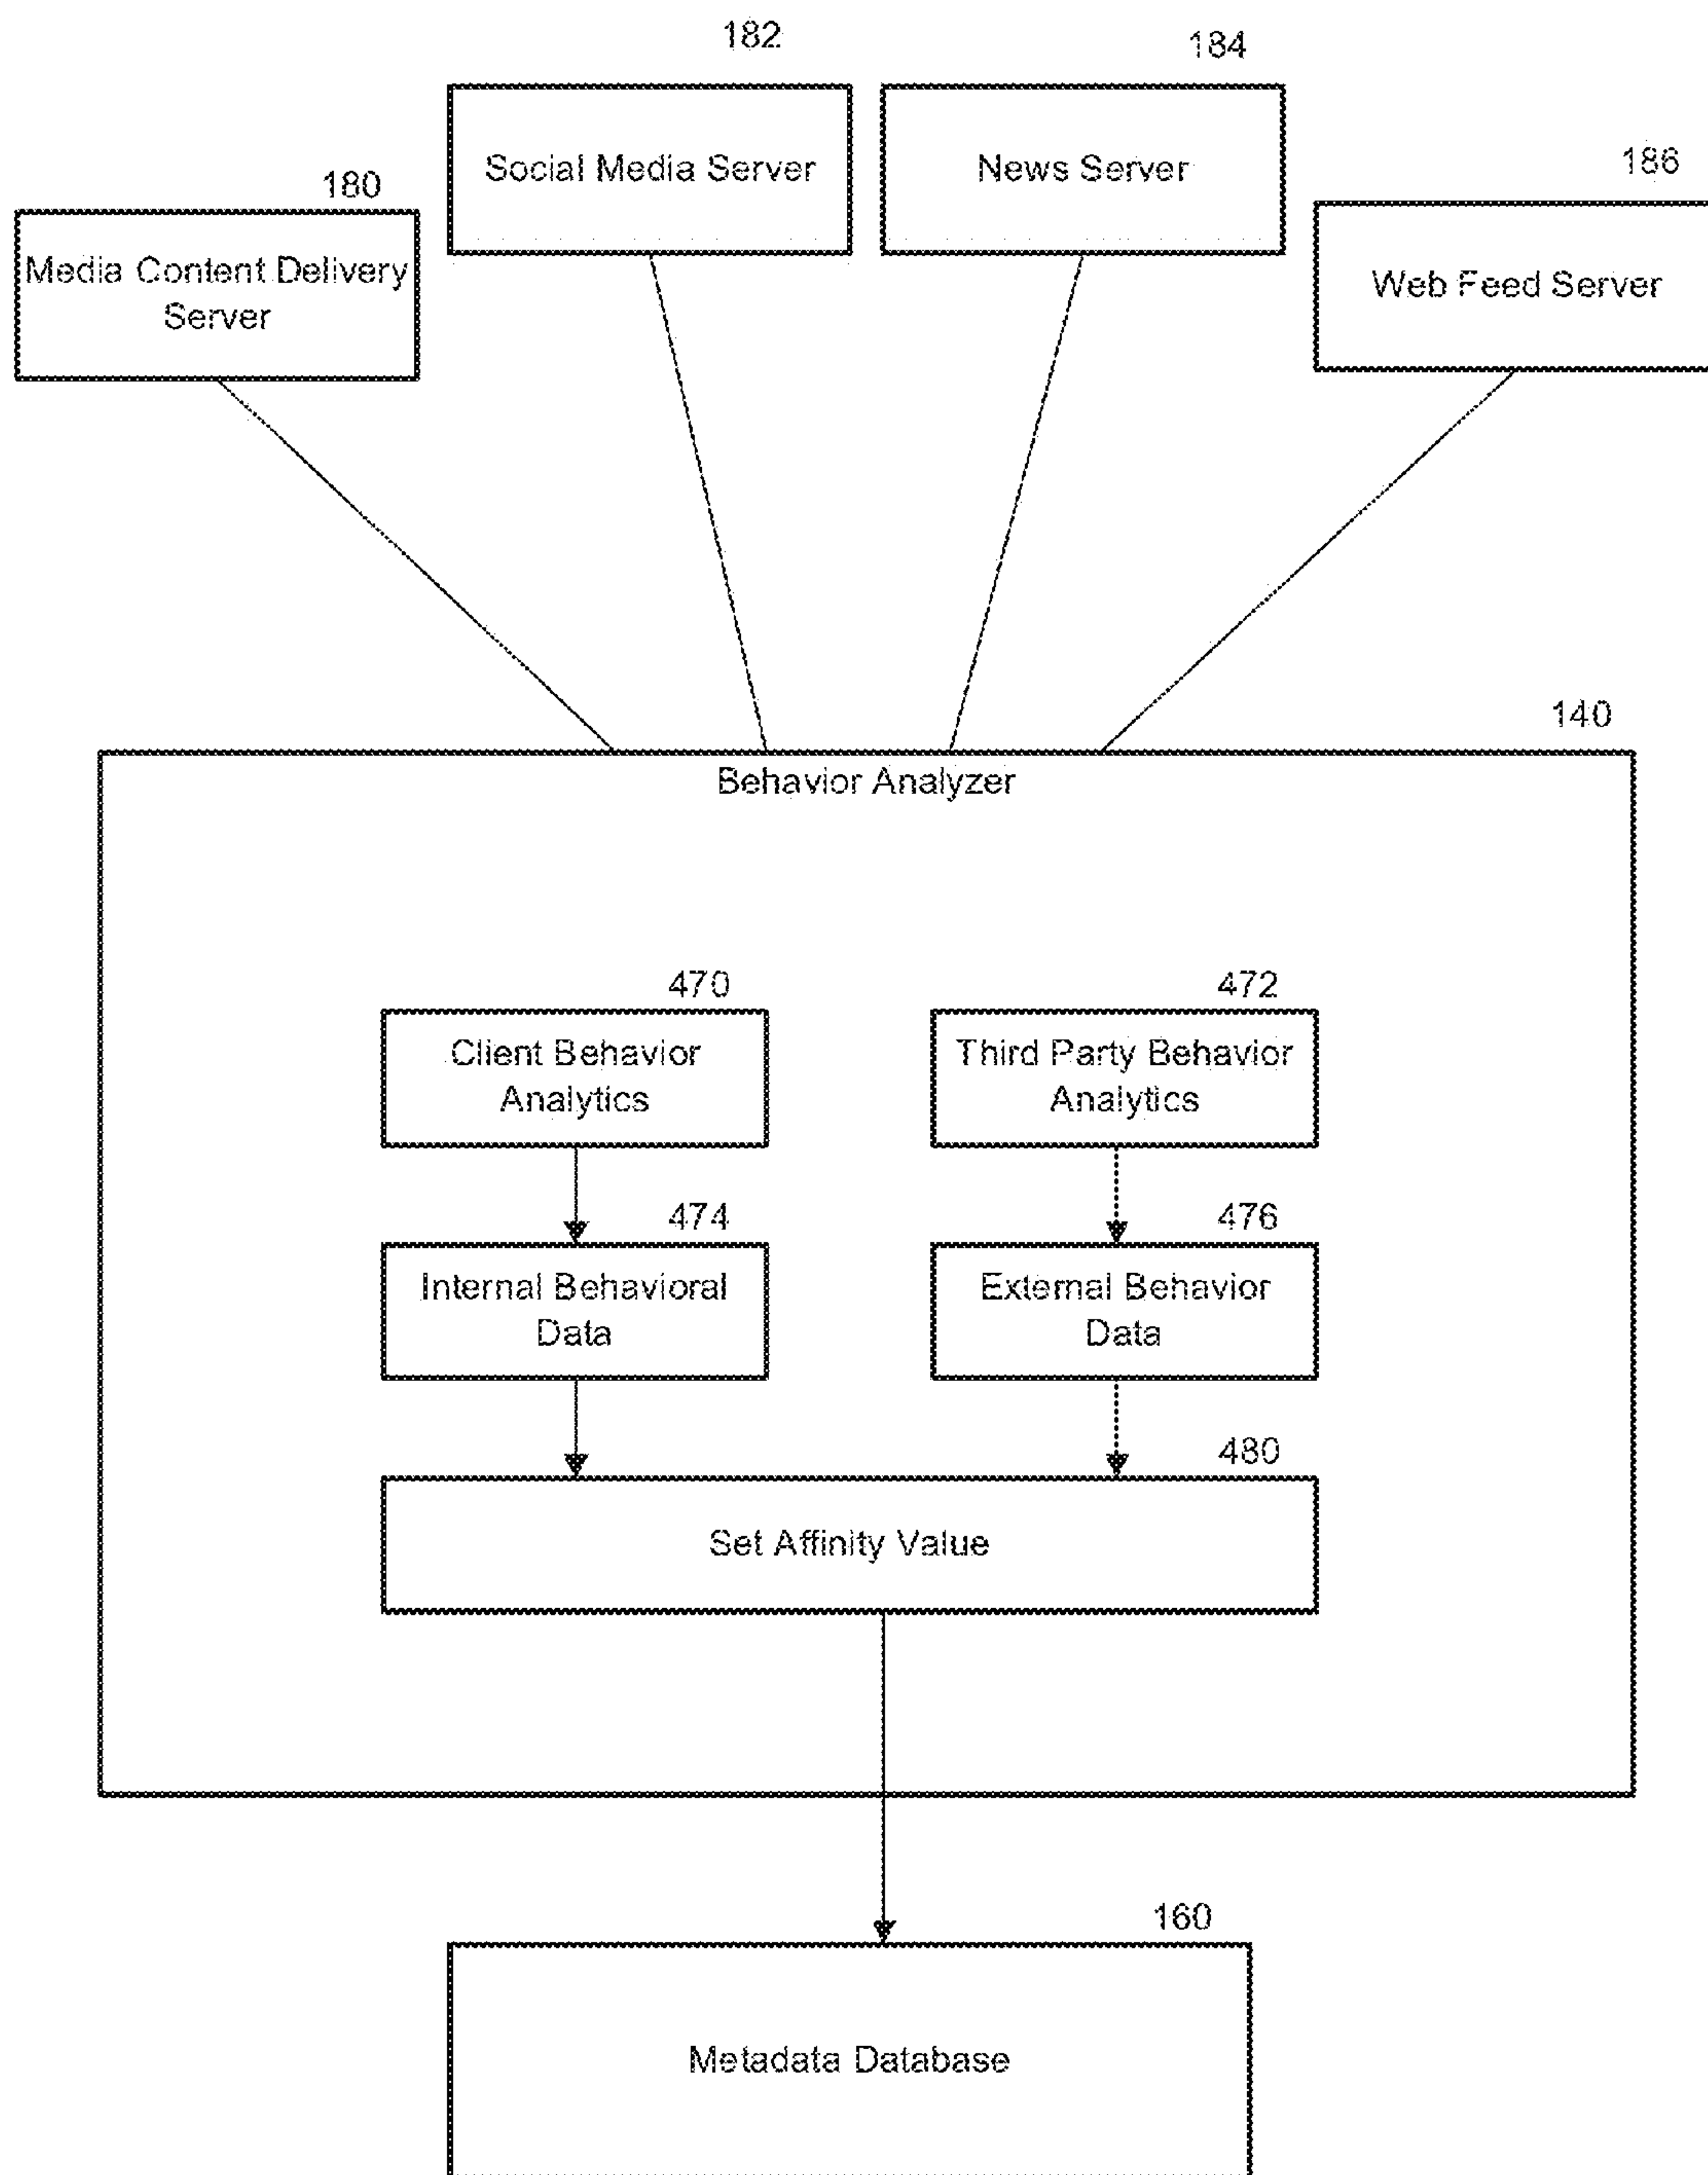 182
184
Social Media Server
News Server
186
180
Media Content Delivery
Server
Web Feed Server
140
Behavior Analyzer
470
472
Client Behavior
Analytics
Third Party Behavior
Analytics
474
476
Internal Behavioral
Data
External Behavior
Data
480
Set Affinity Value
160
Metadata Database